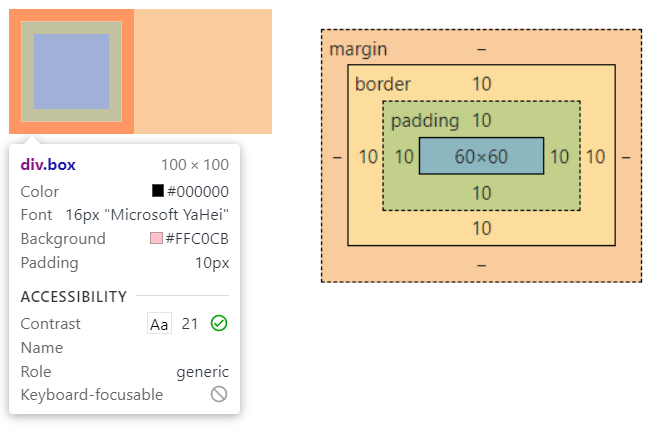 div.box 100 × 100
Color #000000
Font 16px "Microsoft YaHei"
Background #FFC0CB
Padding 10px
ACCESSIBILITY
Contrast Aa 21
Name
Role generic
Keyboard-focusable
margin –
border 10
padding 10
– 10 10 60×60 10 10 –
10
10
–